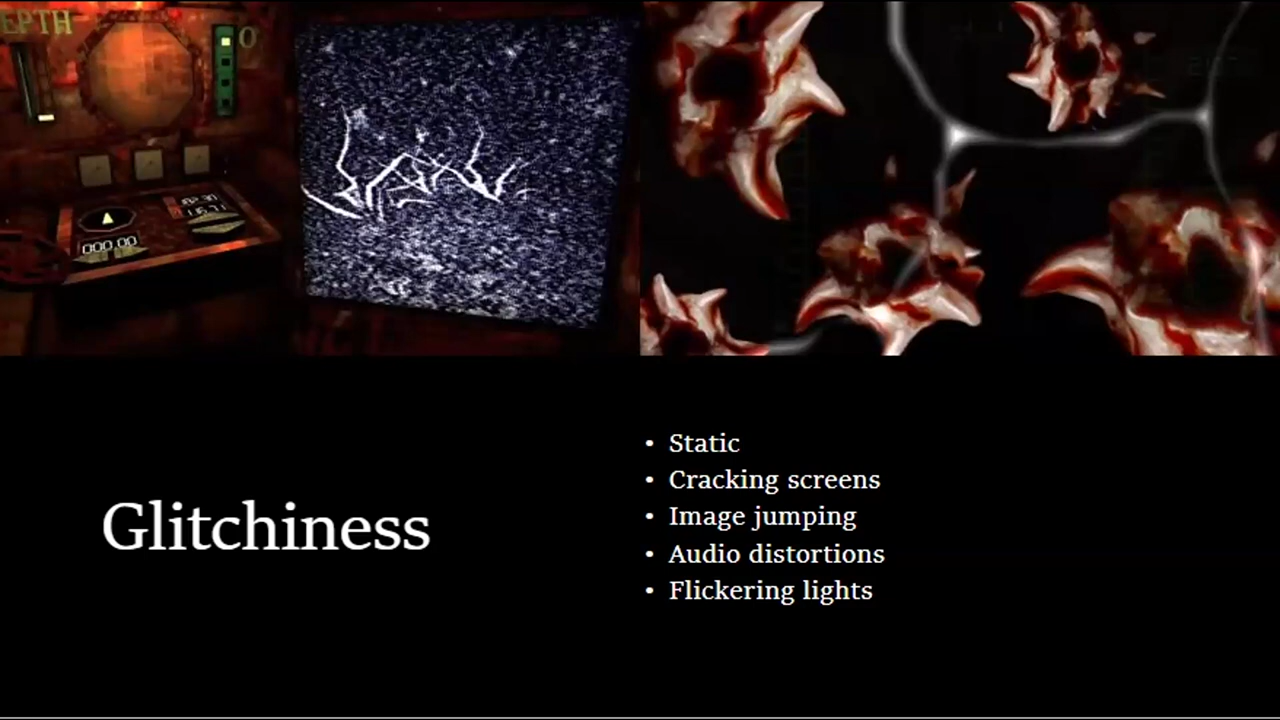 EPTH
000.00
Glitchiness
• Static
• Cracking screens
• Image jumping
• Audio distortions
• Flickering lights